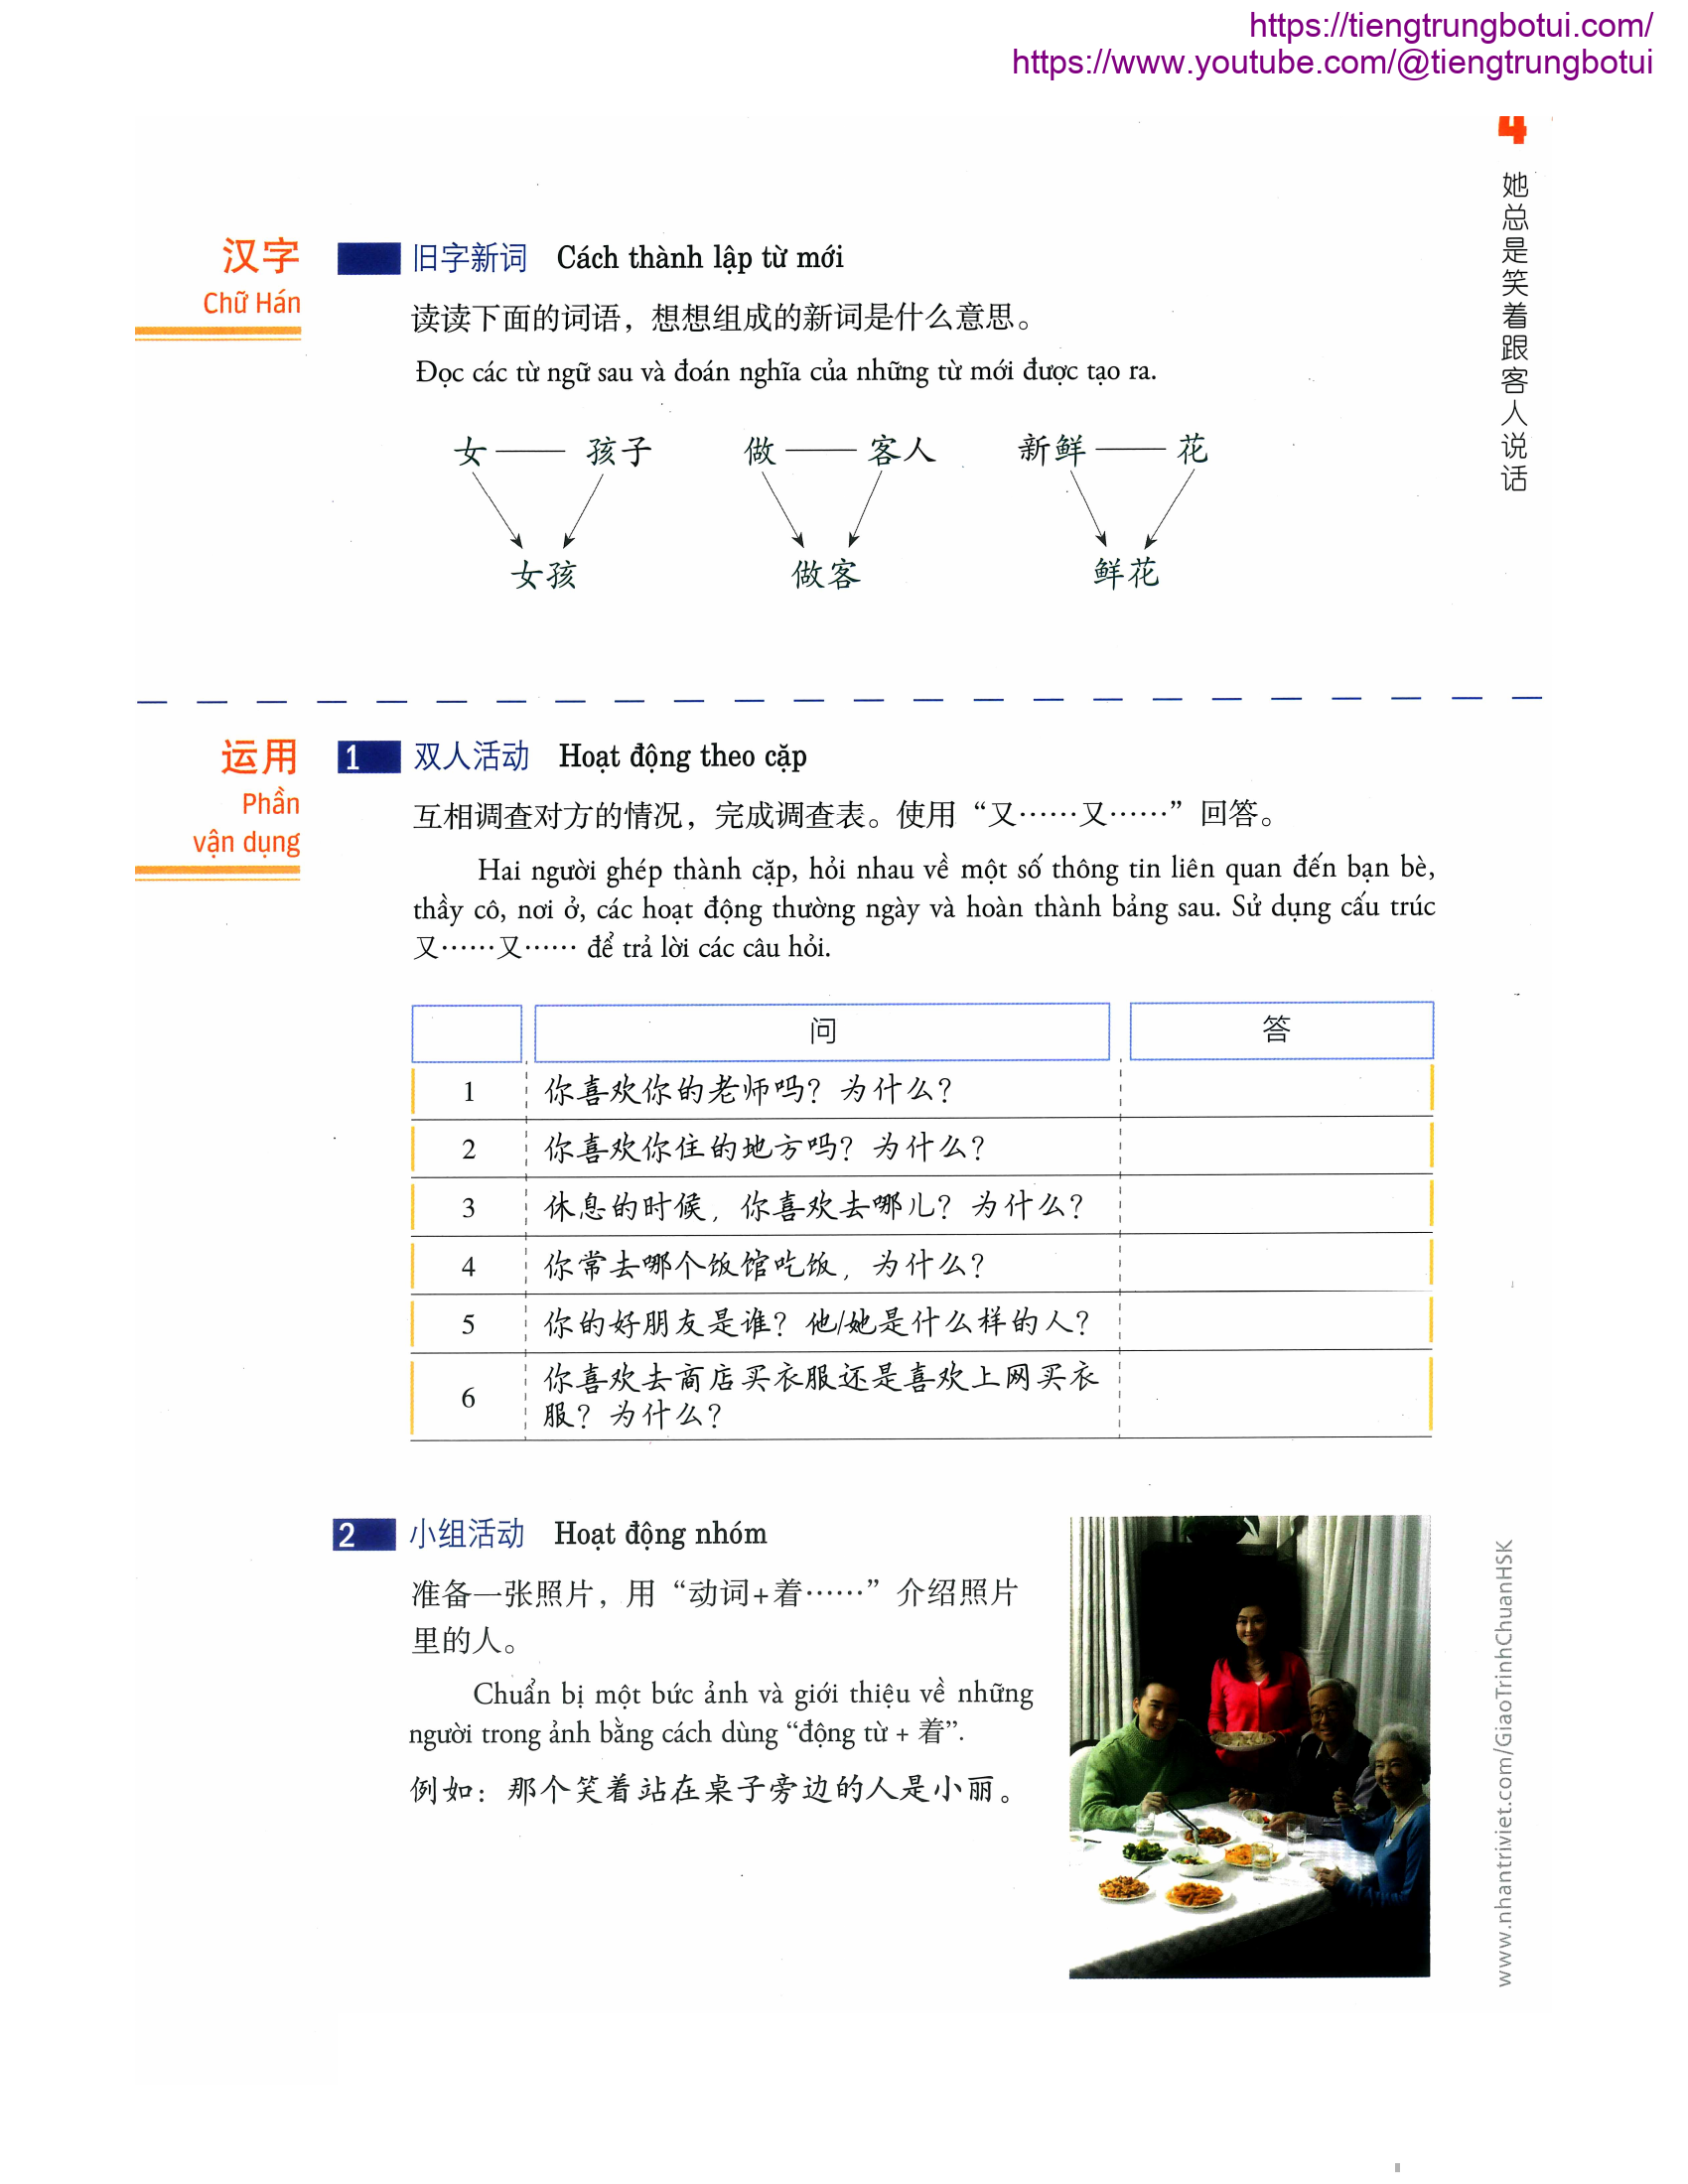 https://tiengtrungbotui.com/
https://www.youtube.com/@tiengtrungbotui
4
她总是笑着跟客人说话
汉字
Chữ Hán
旧字新词 Cách thành lập từ mới
读读下面的词语，想想组成的新词是什么意思。
Đọc các từ ngữ sau và đoán nghĩa của những từ mới được tạo ra.
女 孩子 做 客人 新鲜 花
女孩 做客 鲜花
运用
Phần
vận dụng
1 双人活动 Hoạt động theo cặp
互相调查对方的情况，完成调查表。使用“又……又……”回答。
Hai người ghép thành cặp, hỏi nhau về một số thông tin liên quan đến bạn bè,
thầy cô, nơi ở, các hoạt động thường ngày và hoàn thành bảng sau. Sử dụng cấu trúc
又……又…… để trả lời các câu hỏi.
问 答
1 你喜欢你的老师吗？为什么？
2 你喜欢你住的地方吗？为什么？
3 休息的时候，你喜欢去哪儿？为什么？
4 你常去哪个饭馆吃饭，为什么？
5 你的好朋友是谁？他/她是什么样的人？
6 你喜欢去商店买衣服还是喜欢上网买衣
服？为什么？
2 小组活动 Hoạt động nhóm
准备一张照片，用“动词+着……”介绍照片
里的人。
Chuẩn bị một bức ảnh và giới thiệu về những
người trong ảnh bằng cách dùng “động từ + 着”.
例如：那个笑着站在桌子旁边的人是小丽。
www.nhantriviet.com/GiaoTrinhChuanHSK